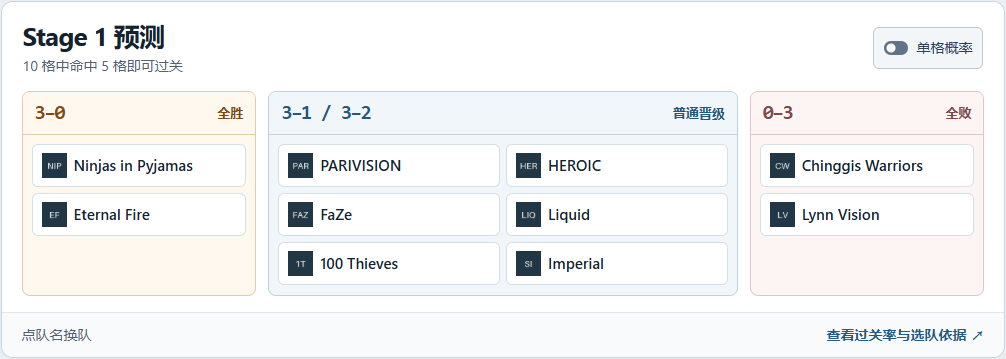 Stage 1 预测
10 格中命中 5 格即可过关
单格概率
3–0 全胜
NIP Ninjas in Pyjamas
EF Eternal Fire
3–1 / 3–2 普通晋级
PAR PARIVISION
HER HEROIC
FAZ FaZe
LIQ Liquid
1T 100 Thieves
SI Imperial
0–3 全败
CW Chinggis Warriors
LV Lynn Vision
点队名换队
查看过关率与选队依据 ↗